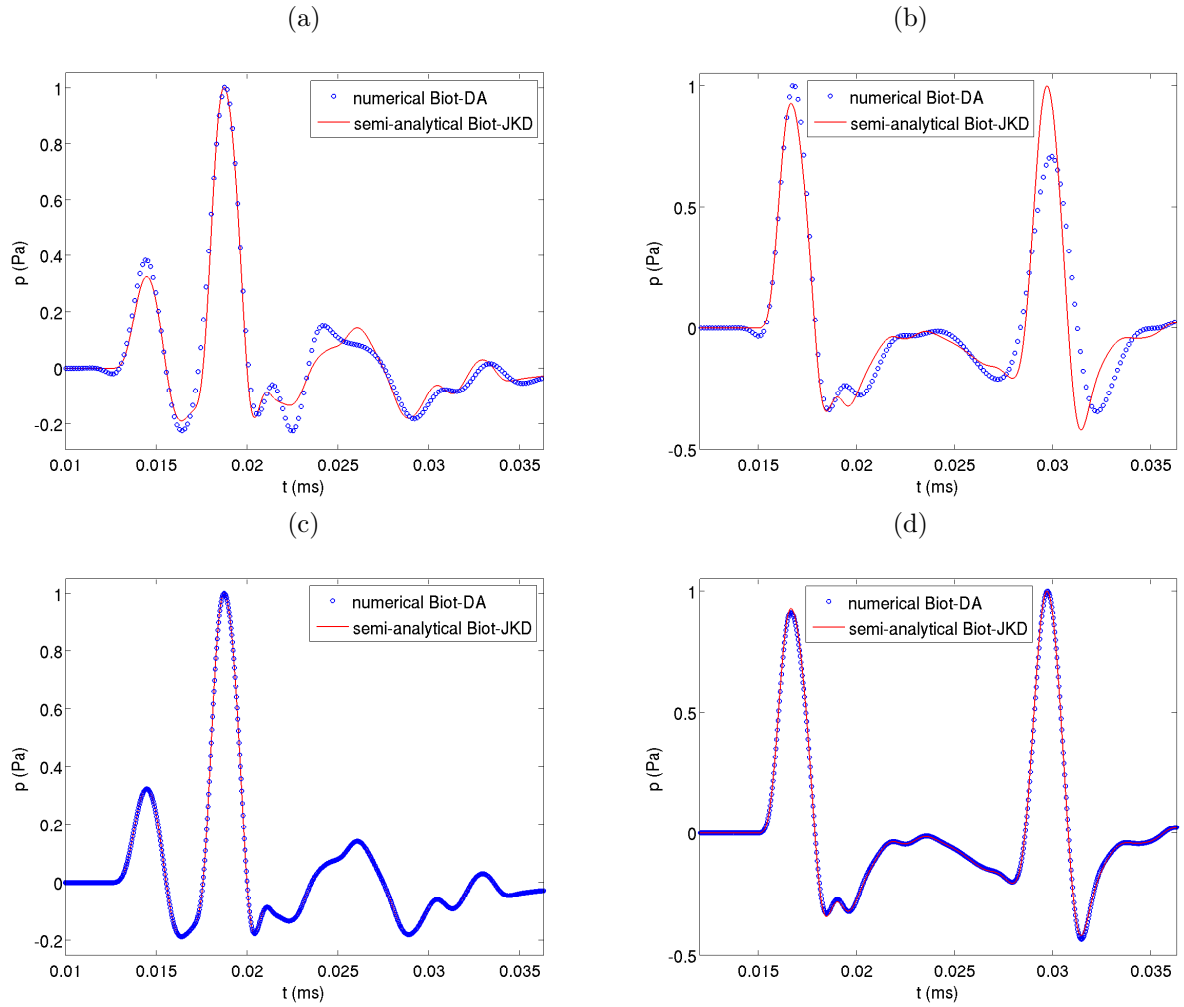 (a)
numerical Biot-DA
semi-analytical Biot-JKD
1
0.8
0.6
0.4
0.2
0
-0.2
p (Pa)
0.01 0.015 0.02 0.025 0.03 0.035
t (ms)
(b)
numerical Biot-DA
semi-analytical Biot-JKD
1
0.5
0
-0.5
p (Pa)
0.015 0.02 0.025 0.03 0.035
t (ms)
(c)
numerical Biot-DA
semi-analytical Biot-JKD
1
0.8
0.6
0.4
0.2
0
-0.2
p (Pa)
0.01 0.015 0.02 0.025 0.03 0.035
t (ms)
(d)
numerical Biot-DA
semi-analytical Biot-JKD
1
0.5
0
-0.5
p (Pa)
0.015 0.02 0.025 0.03 0.035
t (ms)